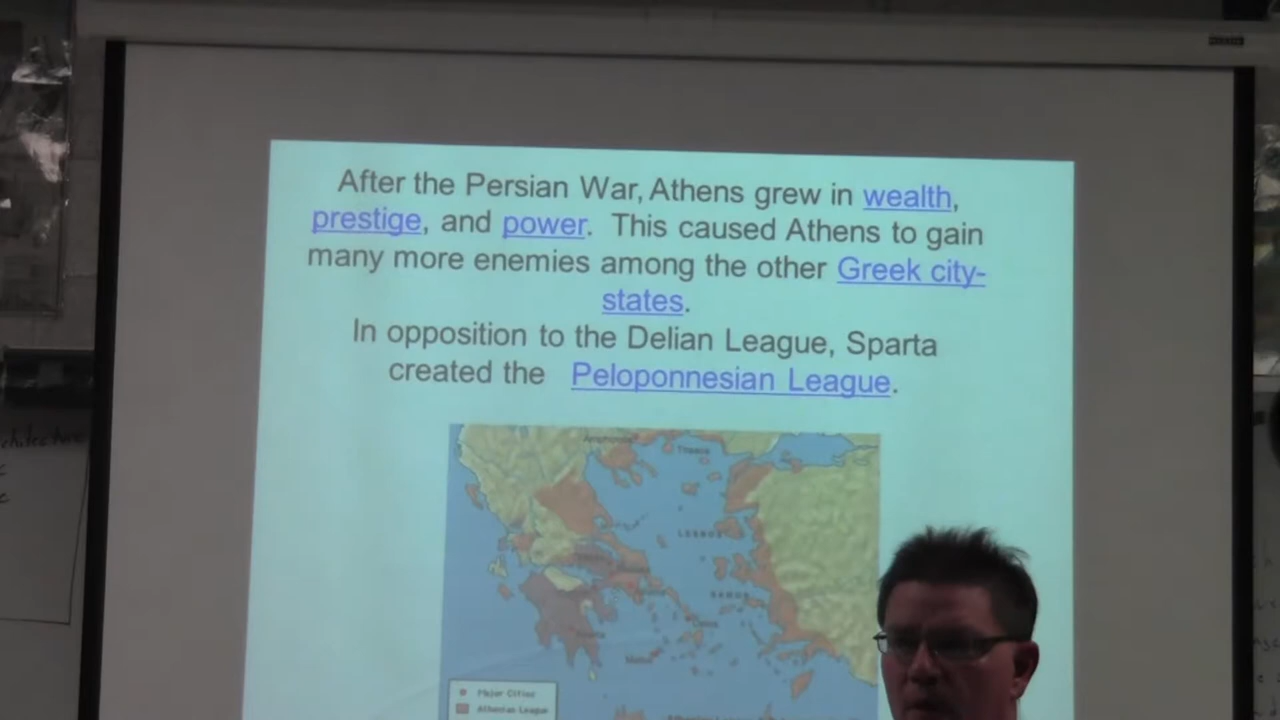 After the Persian War, Athens grew in wealth,
prestige, and power. This caused Athens to gain
many more enemies among the other Greek city-
states.
In opposition to the Delian League, Sparta
created the Peloponnesian League.
Thrace
LESBOS
SAMOS
Sparta
Major Cities
Athenian League